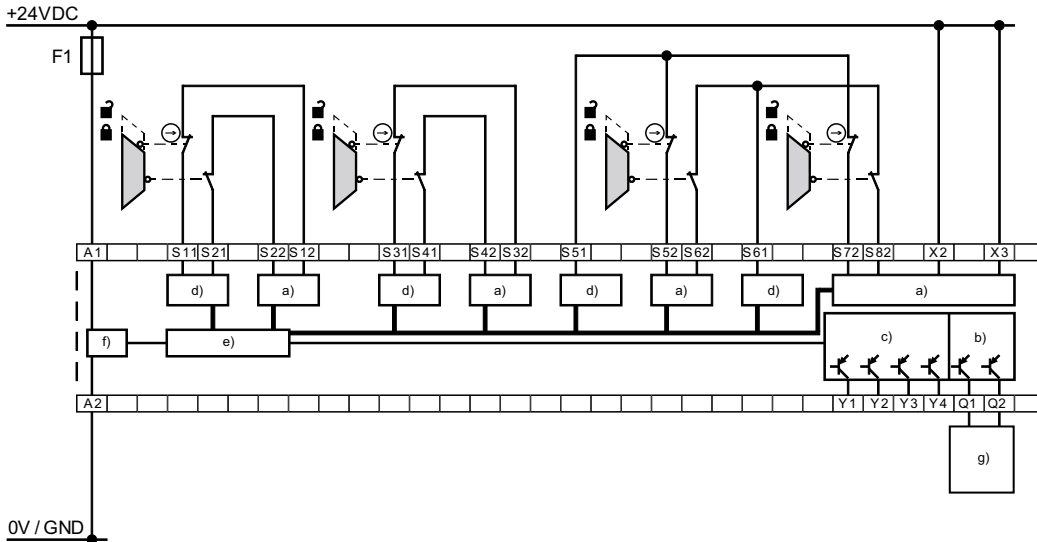 +24VDC
F1
A1 S11 S21 S22 S12 S31 S41 S42 S32 S51 S52 S62 S61 S72 S82 X2 X3
d) a) d) a) d) a) d) a)
f) e) c) b)
A2 Y1 Y2 Y3 Y4 Q1 Q2
g)
0V / GND